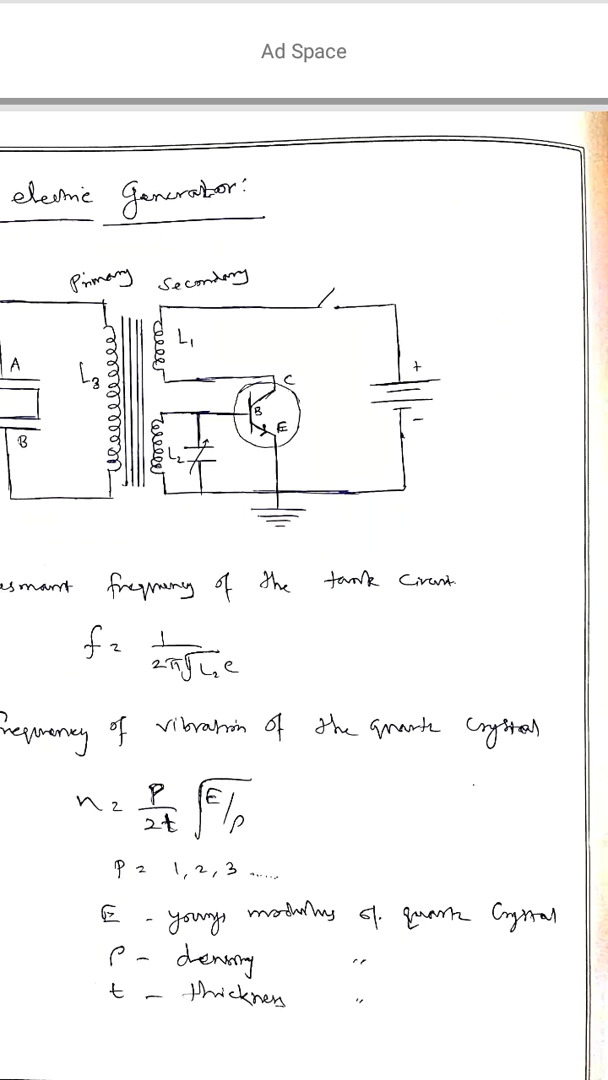 Ad Space
electric Generator:
Primary Secondary
L₁
C
A
L₃
+
B
E
B
L₂
-
frequency of the tank Circuit
f = 1/2π√L₂c
frequency of vibration of the quartz Crystal
n = P/2t √E/ρ
P = 1, 2, 3 ......
E - youngs modulus of quartz Crystal
ρ - density "
t - thickness "